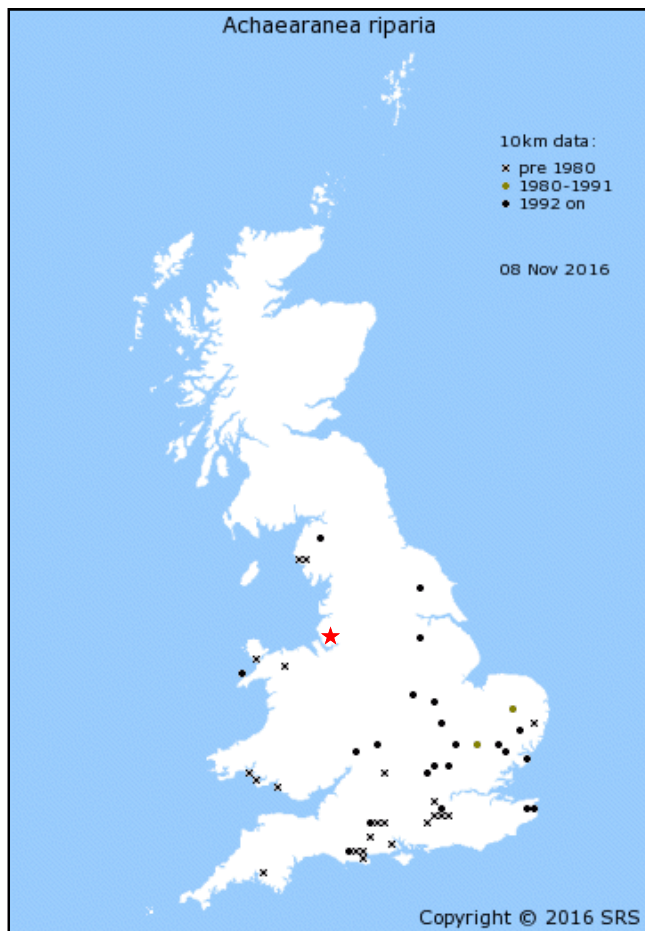 Achaearanea riparia
10km data:
pre 1980
1980-1991
1992 on
08 Nov 2016
Copyright © 2016 SRS